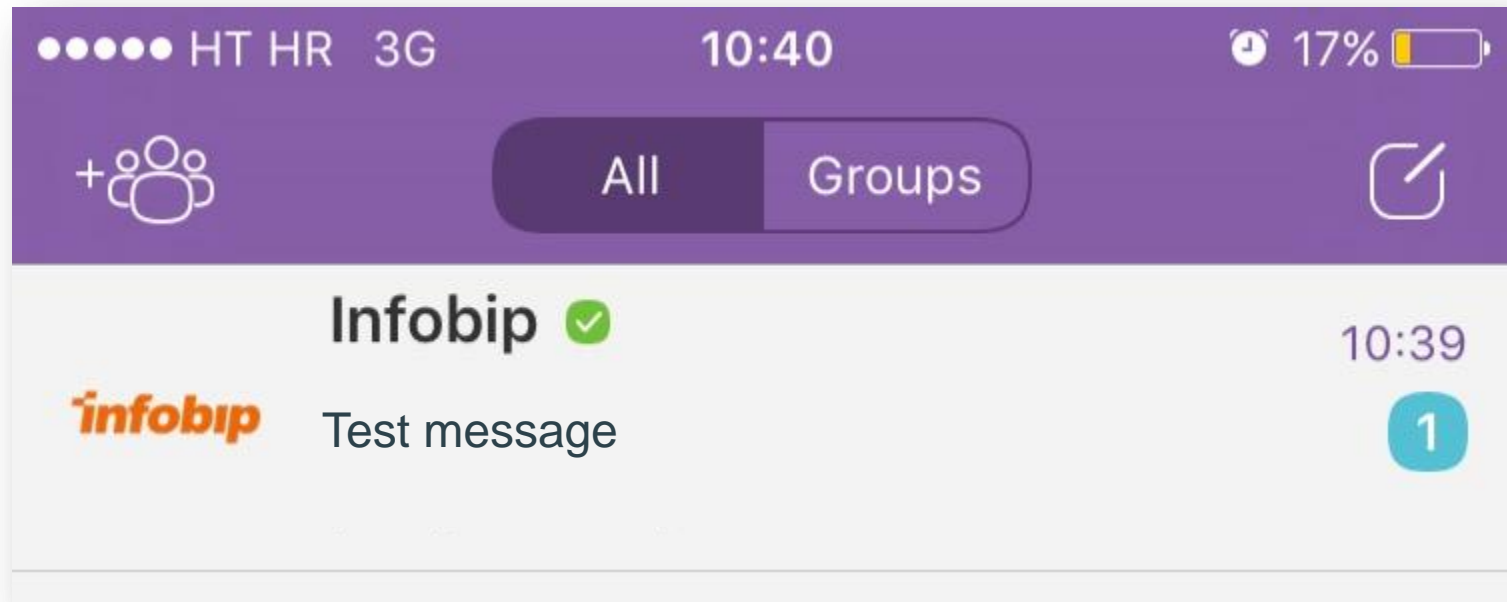 HT HR 3G 10:40 17%
+ All Groups
Infobip
10:39
infobip Test message
1